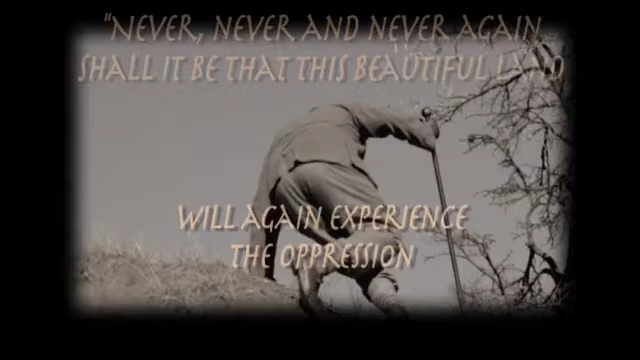 "NEVER, NEVER AND NEVER AGAIN
SHALL IT BE THAT THIS BEAUTIFUL LAND
WILL AGAIN EXPERIENCE
THE OPPRESSION